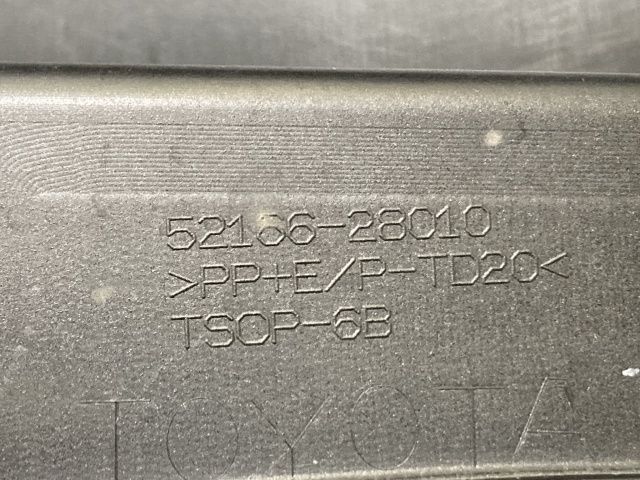 52166-28010
>PP+E/P-TD20<
TSOP-6B
TOYOTA